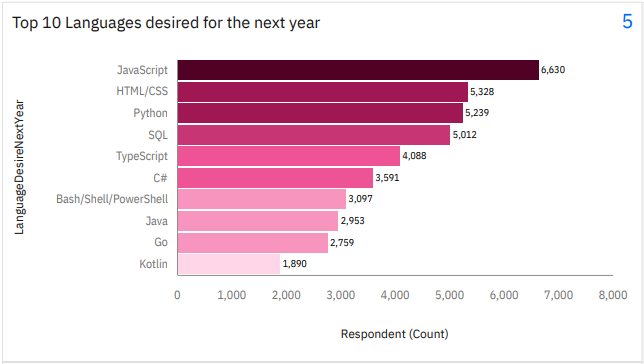 Top 10 Languages desired for the next year 5
LanguageDesireNextYear
JavaScript 6,630
HTML/CSS 5,328
Python 5,239
SQL 5,012
TypeScript 4,088
C# 3,591
Bash/Shell/PowerShell 3,097
Java 2,953
Go 2,759
Kotlin 1,890
0 1,000 2,000 3,000 4,000 5,000 6,000 7,000 8,000
Respondent (Count)